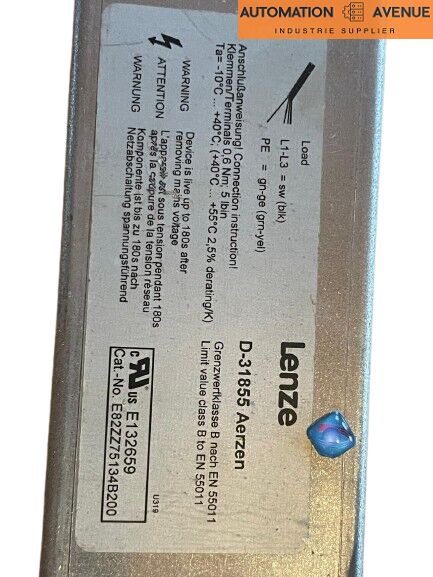 AUTOMATION AVENUE
INDUSTRIE SUPPLIER
Load
L1-L3 = sw (blk)
PE = gn-ge (grn-yel)
Anschlußanweisung! Connection instruction!
Klemmen/Terminals 0,6 Nm; 5 lbin
Ta= -10°C ... +40°C, (+40°C ... +55°C 2,5% derating/K)
WARNING Device is live up to 180s after
removing mains voltage
ATTENTION L'appareil est sous tension pendant 180s
après la coupure de la tension réseau
WARNUNG Komponente ist bis zu 180s nach
Netzabschaltung spannungsführend
Lenze
D-31855 Aerzen
Grenzwertklasse B nach EN 55011
Limit value class B to EN 55011
c RU US E132659
Cat.-No. E82ZZ75134B200
U319